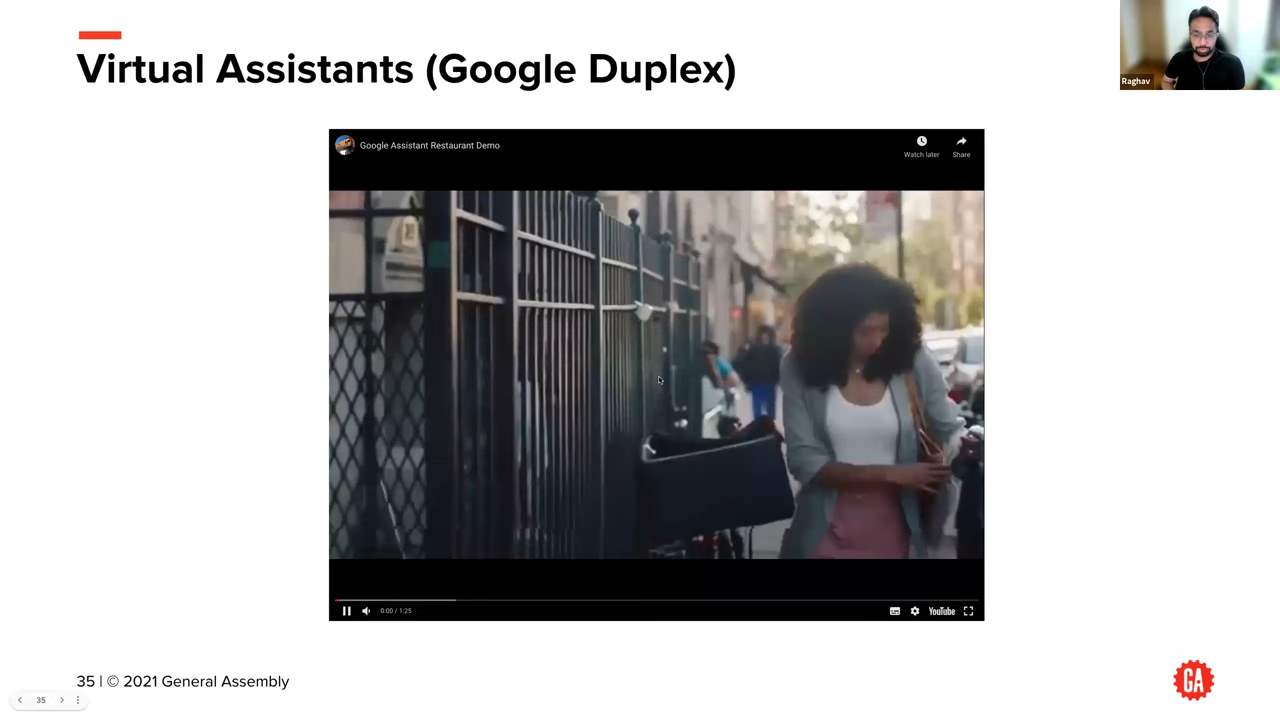 Virtual Assistants (Google Duplex)
Raghav
Google Assistant Restaurant Demo
Watch later
Share
0:00 / 1:25
YouTube
35 | © 2021 General Assembly
GA
35